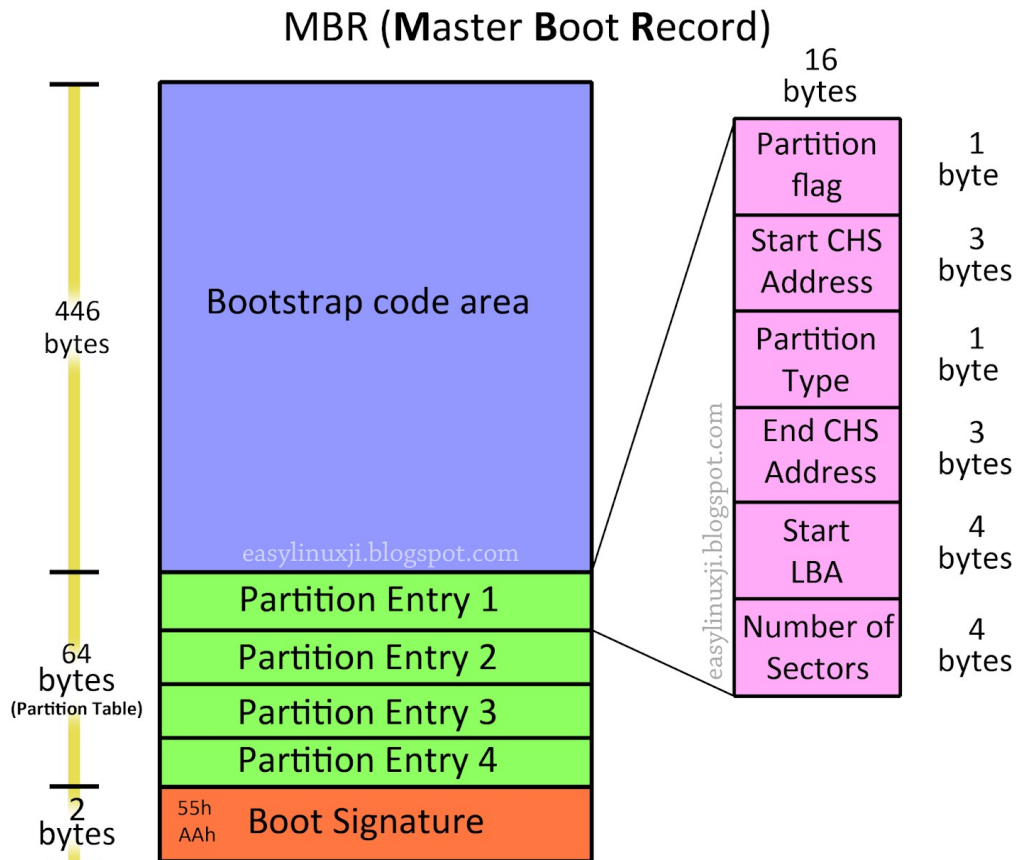 MBR (Master Boot Record)
446
bytes
Bootstrap code area
easylinuxji.blogspot.com
64
bytes
(Partition Table)
Partition Entry 1
Partition Entry 2
Partition Entry 3
Partition Entry 4
2
bytes
55h
AAh
Boot Signature
16
bytes
Partition
flag
1
byte
Start CHS
Address
3
bytes
Partition
Type
1
byte
End CHS
Address
3
bytes
Start
LBA
4
bytes
Number of
Sectors
4
bytes
easylinuxji.blogspot.com